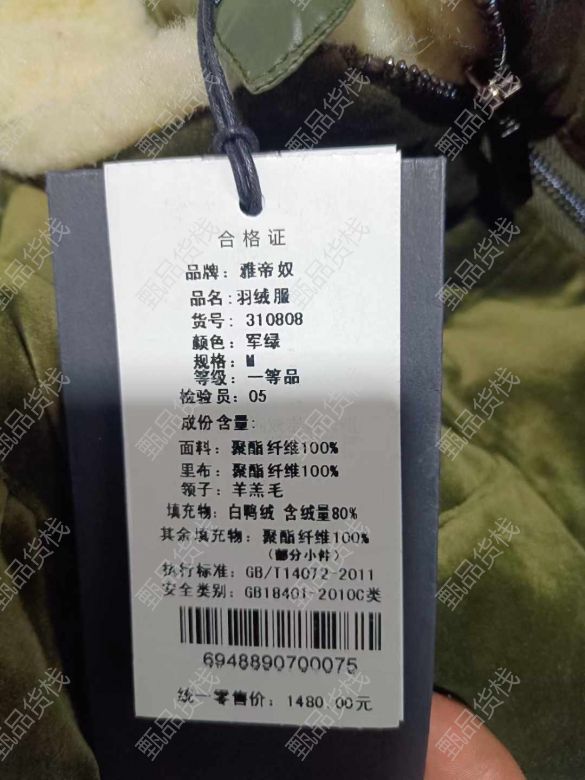 合格证
品牌：雅帝奴
品名：羽绒服
货号：310808
颜色：军绿
规格：M
等级：一等品
检验员：05
成份含量：
面料：聚酯纤维100%
里布：聚酯纤维100%
领子：羊羔毛
填充物：白鸭绒 含绒量80%
其余填充物：聚酯纤维100%
（部分小件）
执行标准：GB/T14072-2011
安全类别：GB18401-2010C类
6948890700075
统一零售价：1480.00元
甄品货栈